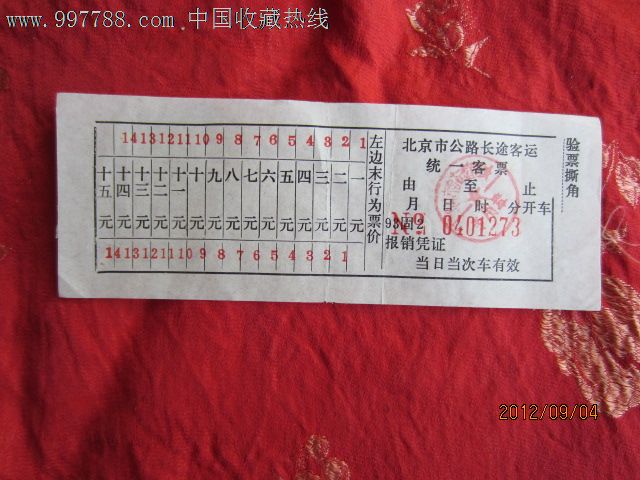 www.997788.com 中国收藏热线
14 13 12 11 10 9 8 7 6 5 4 3 2 1
十五元 十四元 十三元 十二元 十一元 十元 九元 八元 七元 六元 五元 四元 三元 二元 一元
14 13 12 11 10 9 8 7 6 5 4 3 2 1
左边末行为票价
北京市公路长途客运
统一客票
由 至 止
月 日 时 分开车
No 0401273
93固2
报销凭证
当日当次车有效
验票撕角
2012/09/04